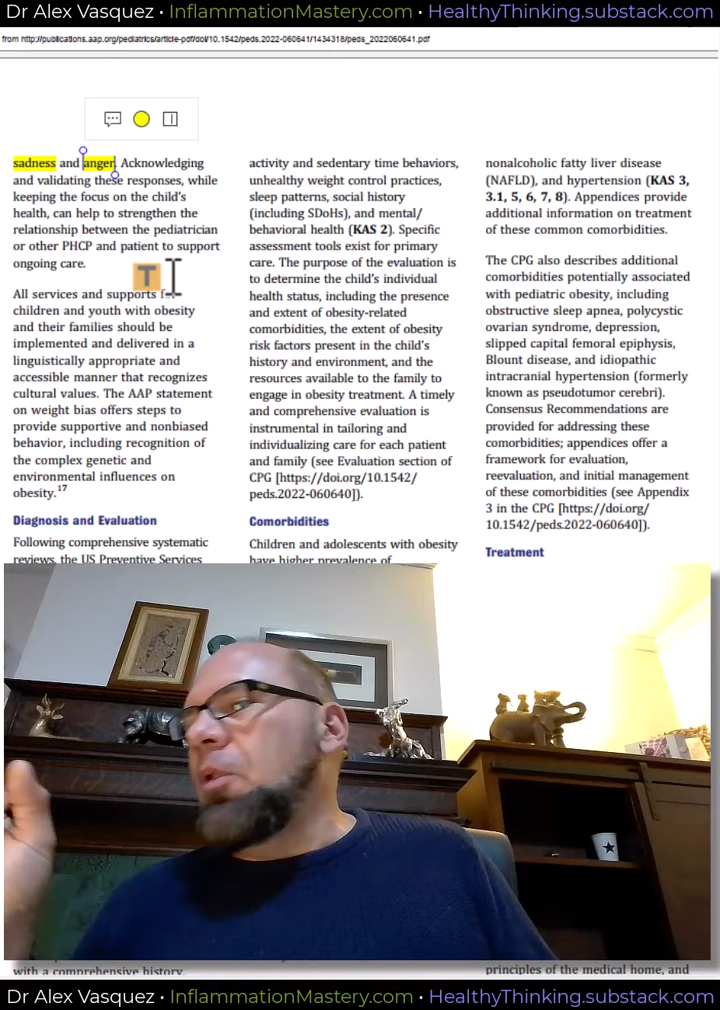 Dr Alex Vasquez • InflammationMastery.com • HealthyThinking.substack.com
from http://publications.aap.org/pediatrics/article-pdf/doi/10.1542/peds.2022-060641/1434318/peds_2022060641.pdf
sadness and anger. Acknowledging
and validating these responses, while
keeping the focus on the child's
health, can help to strengthen the
relationship between the pediatrician
or other PHCP and patient to support
ongoing care.
T
All services and supports
children and youth with obesity
and their families should be
implemented and delivered in a
linguistically appropriate and
accessible manner that recognizes
cultural values. The AAP statement
on weight bias offers steps to
provide supportive and nonbiased
behavior, including recognition of
the complex genetic and
environmental influences on
obesity.17
Diagnosis and Evaluation
Following comprehensive systematic
reviews, the US Preventive Services
activity and sedentary time behaviors,
unhealthy weight control practices,
sleep patterns, social history
(including SDoHs), and mental/
behavioral health (KAS 2). Specific
assessment tools exist for primary
care. The purpose of the evaluation is
to determine the child's individual
health status, including the presence
and extent of obesity-related
comorbidities, the extent of obesity
risk factors present in the child's
history and environment, and the
resources available to the family to
engage in obesity treatment. A timely
and comprehensive evaluation is
instrumental in tailoring and
individualizing care for each patient
and family (see Evaluation section of
CPG [https://doi.org/10.1542/
peds.2022-060640]).
Comorbidities
Children and adolescents with obesity
have higher prevalence of
nonalcoholic fatty liver disease
(NAFLD), and hypertension (KAS 3,
3.1, 5, 6, 7, 8). Appendices provide
additional information on treatment
of these common comorbidities.
The CPG also describes additional
comorbidities potentially associated
with pediatric obesity, including
obstructive sleep apnea, polycystic
ovarian syndrome, depression,
slipped capital femoral epiphysis,
Blount disease, and idiopathic
intracranial hypertension (formerly
known as pseudotumor cerebri).
Consensus Recommendations are
provided for addressing these
comorbidities; appendices offer a
framework for evaluation,
reevaluation, and initial management
of these comorbidities (see Appendix
3 in the CPG [https://doi.org/
10.1542/peds.2022-060640]).
Treatment
with a comprehensive history.
principles of the medical home, and
Dr Alex Vasquez • InflammationMastery.com • HealthyThinking.substack.com